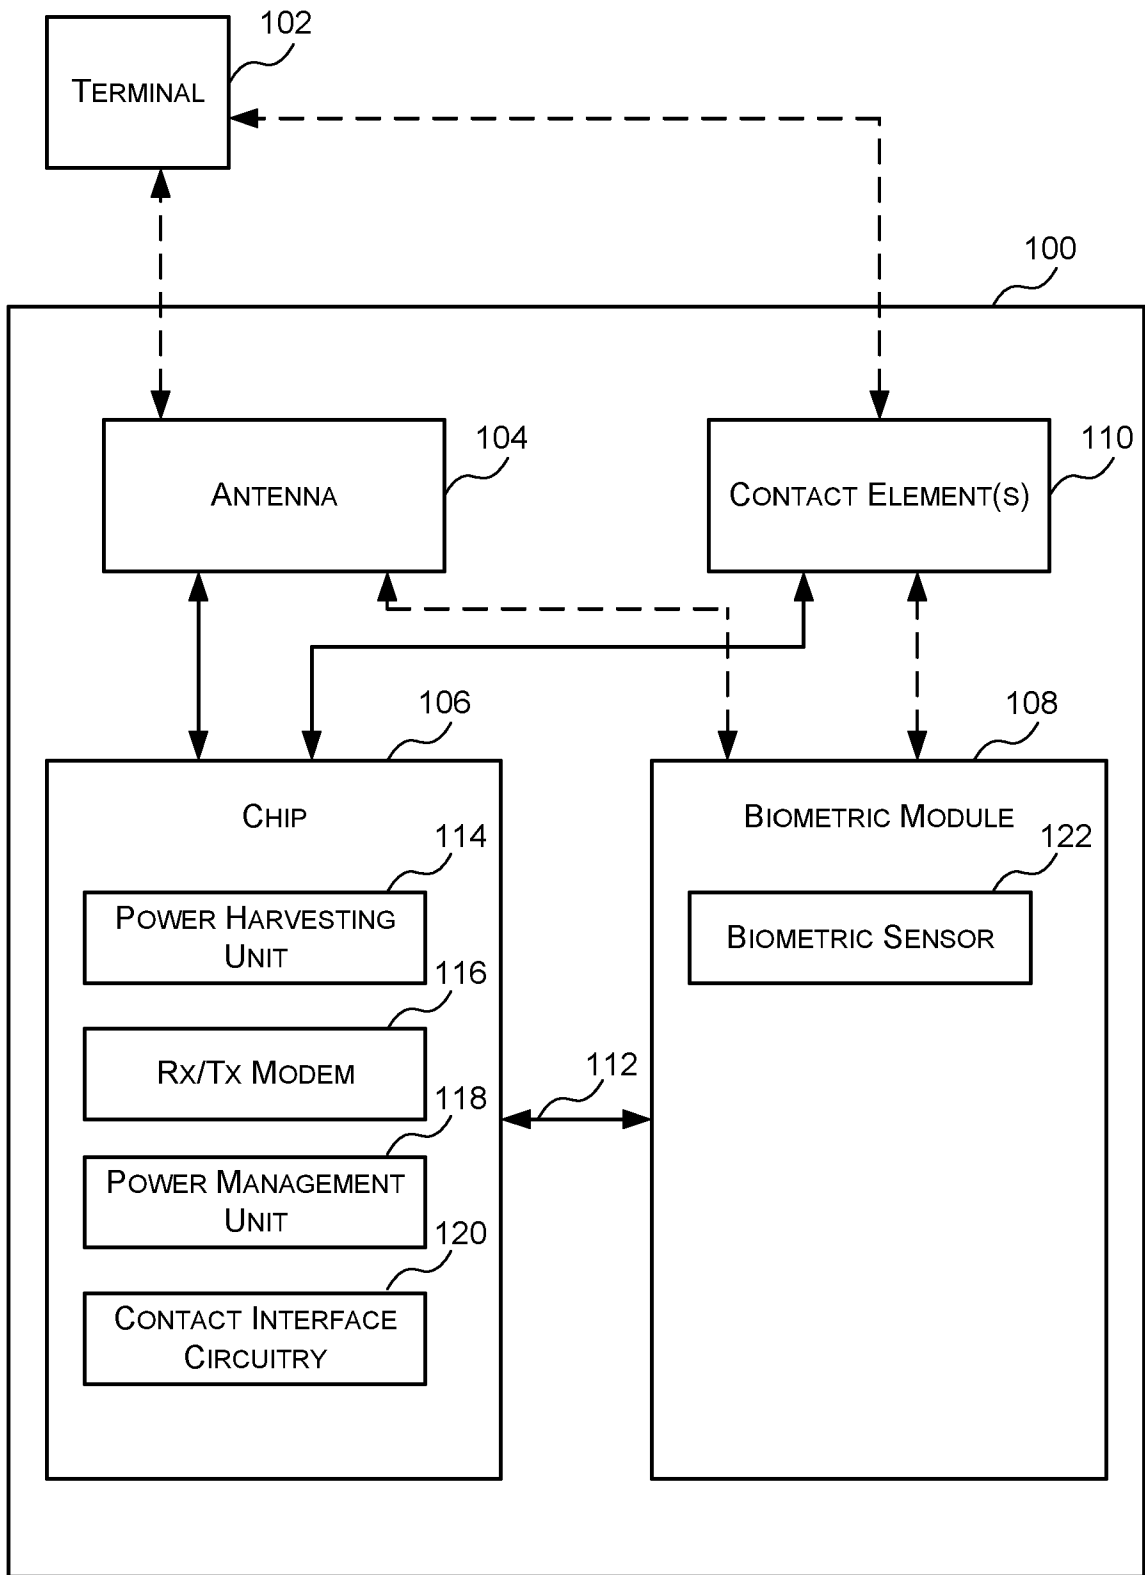 102
TERMINAL
100
104
ANTENNA
110
CONTACT ELEMENT(S)
106
108
CHIP
BIOMETRIC MODULE
114
122
POWER HARVESTING
UNIT
BIOMETRIC SENSOR
116
RX/TX MODEM
112
118
POWER MANAGEMENT
UNIT
120
CONTACT INTERFACE
CIRCUITRY